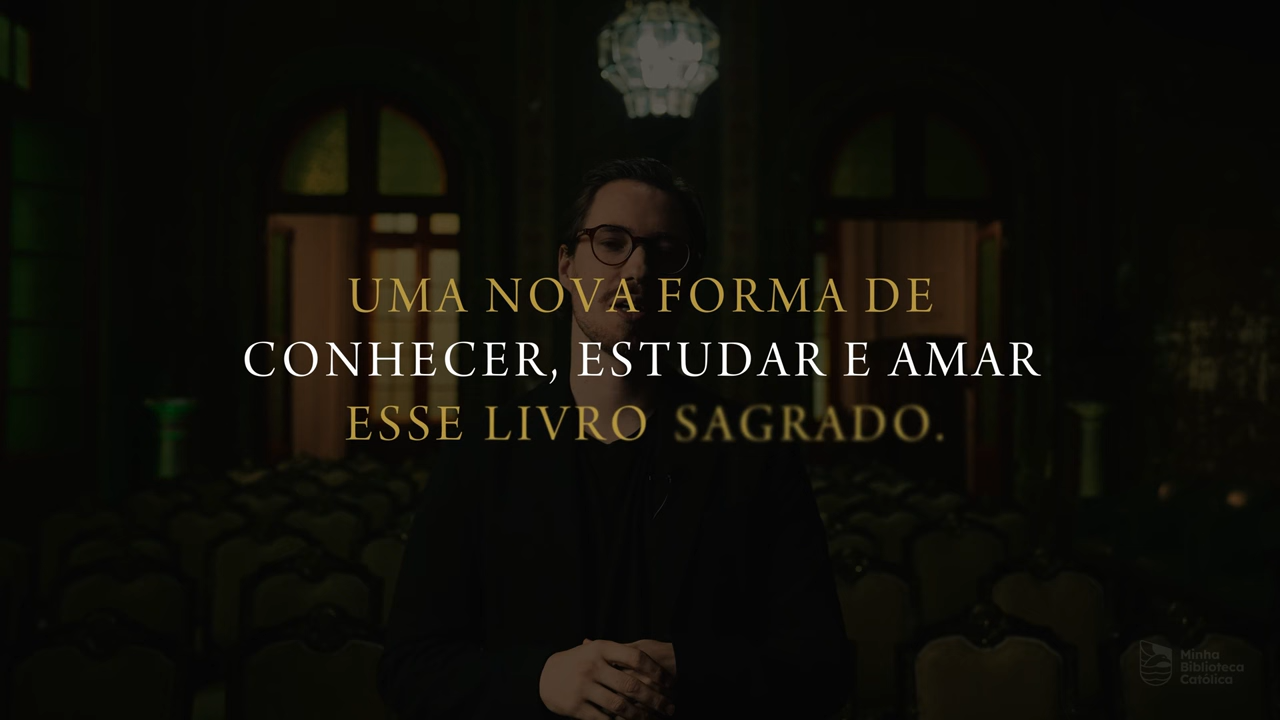 UMA NOVA FORMA DE
CONHECER, ESTUDAR E AMAR
ESSE LIVRO SAGRADO.
Minha
Biblioteca
Católica